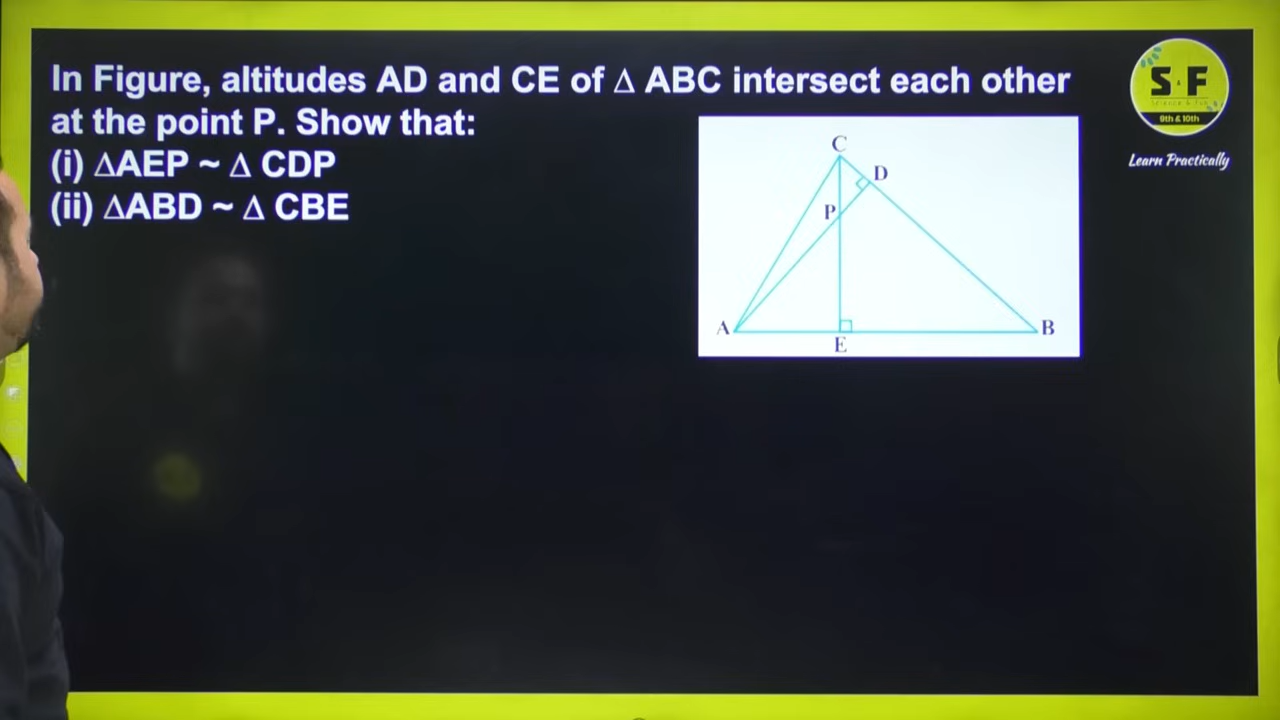 In Figure, altitudes AD and CE of Δ ABC intersect each other
at the point P. Show that:
(i) ΔAEP ~ Δ CDP
(ii) ΔABD ~ Δ CBE
C
D
P
A
B
E
S F
9th & 10th
Learn Practically